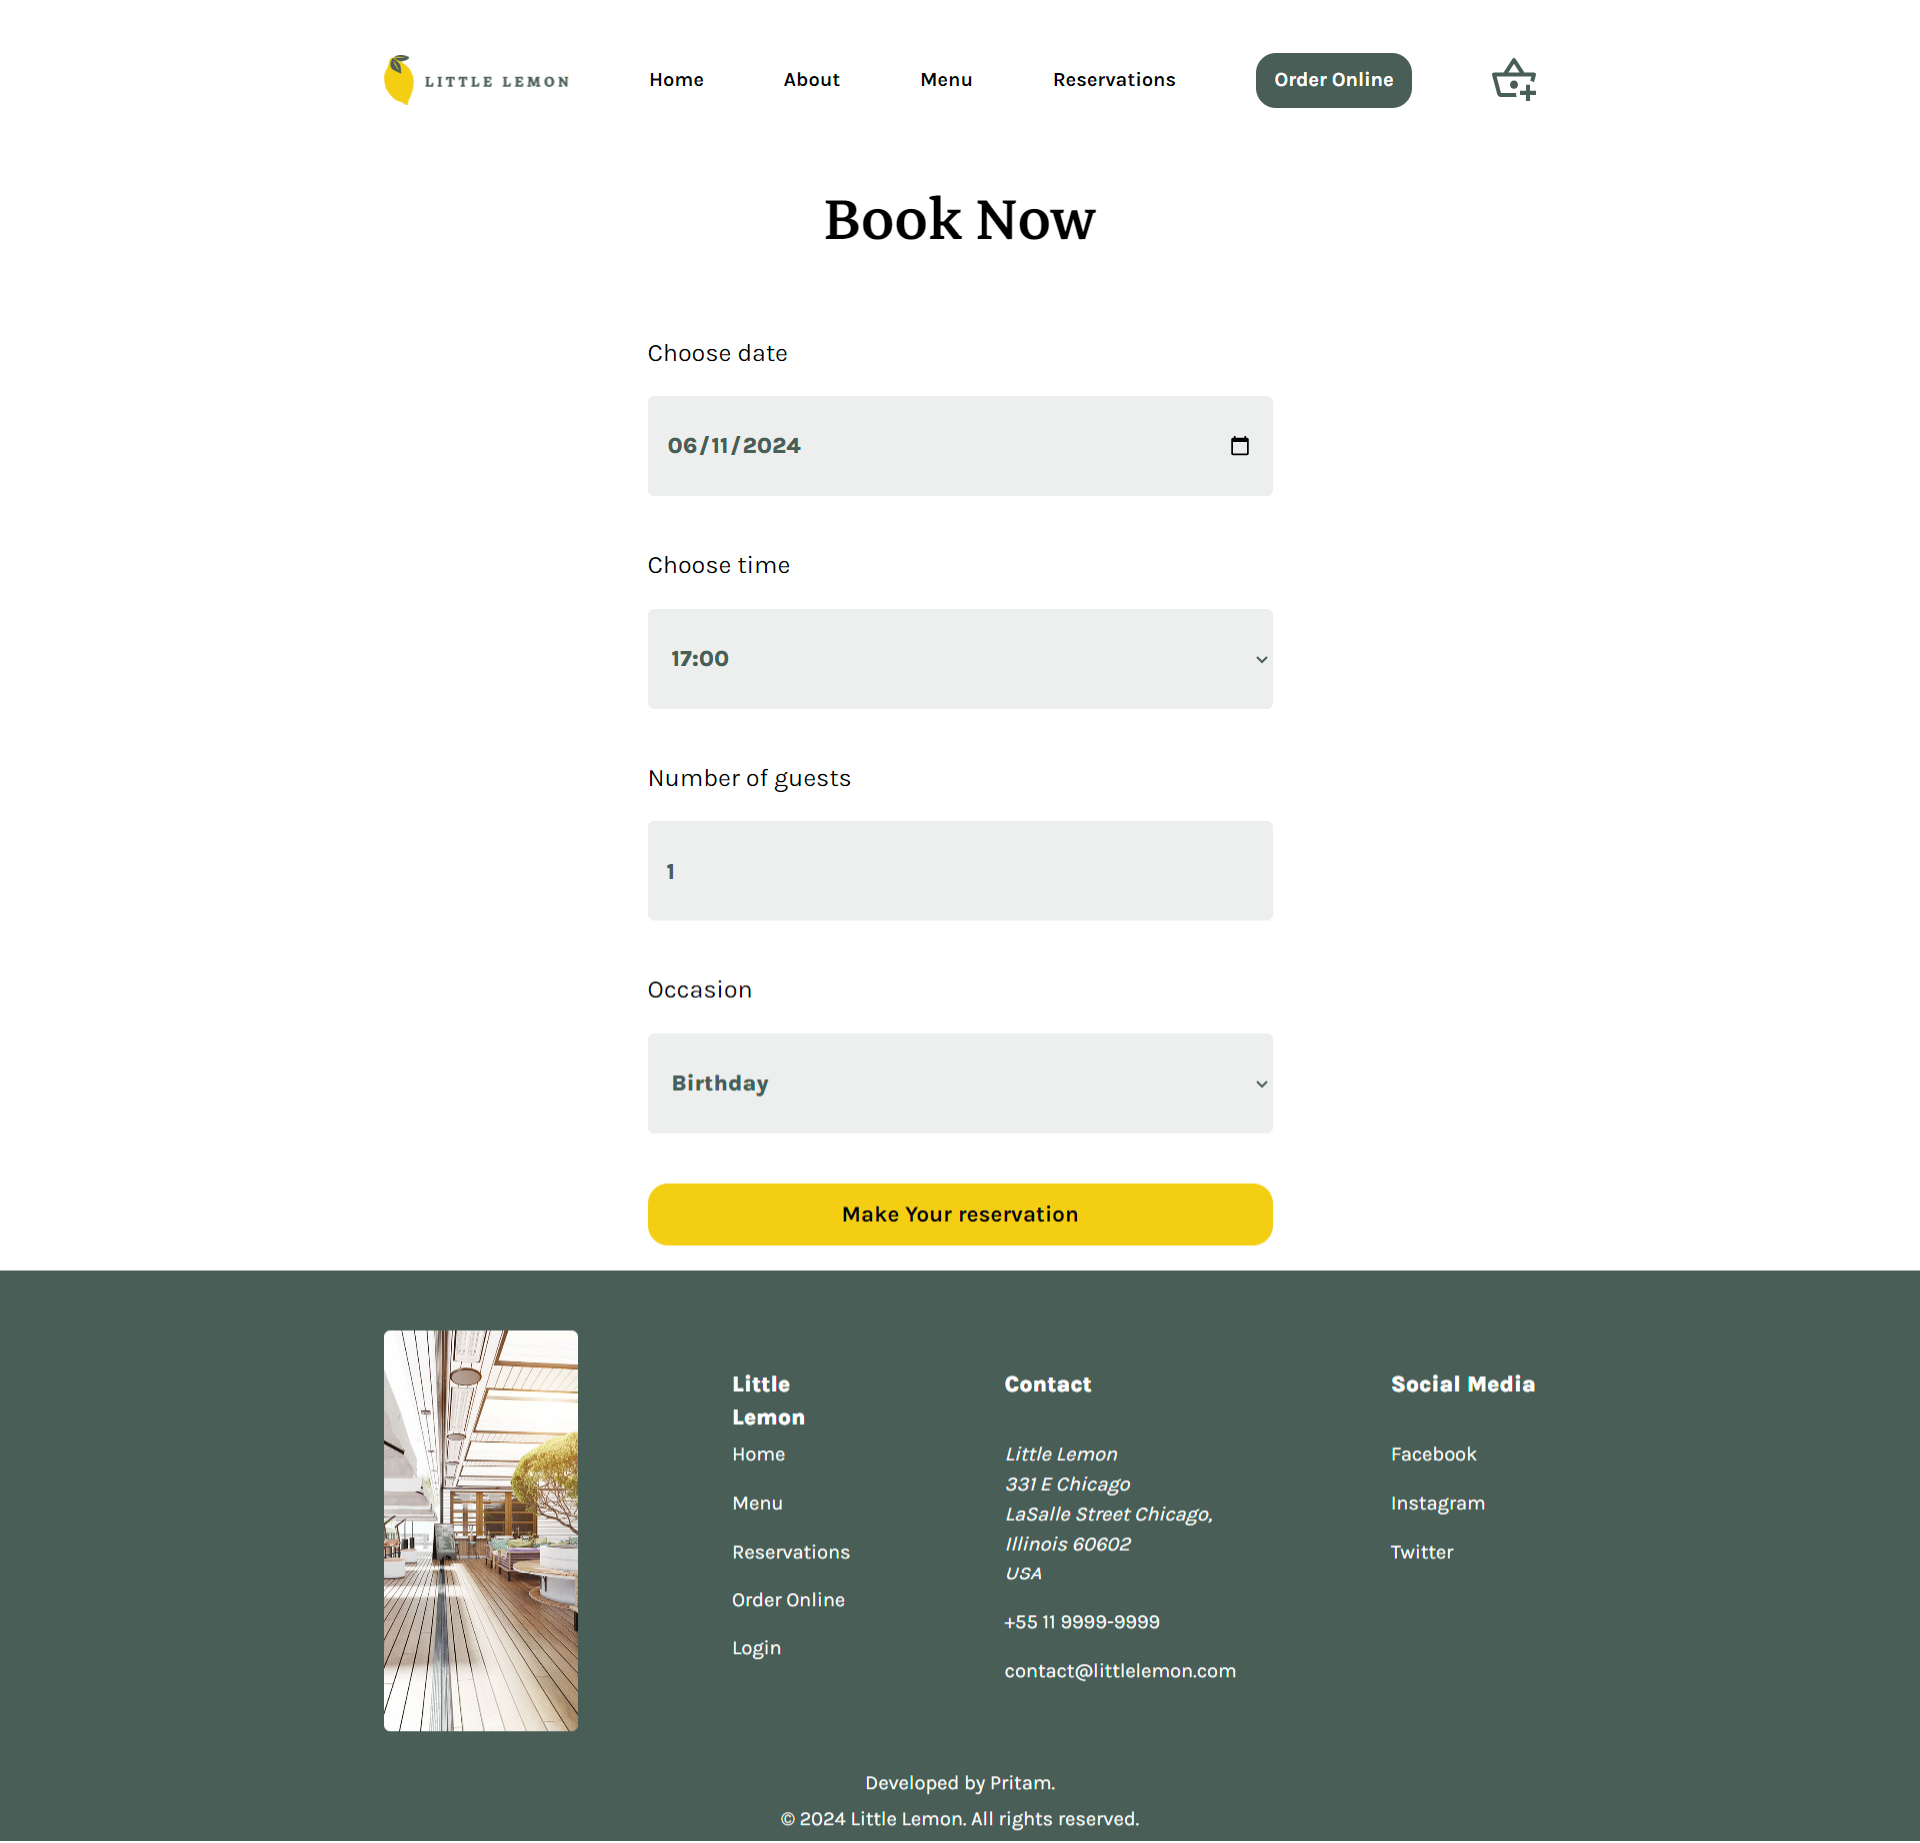 LITTLE LEMON
Home
About
Menu
Reservations
Order Online
Book Now
Choose date
06/11/2024
Choose time
17:00
Number of guests
1
Occasion
Birthday
Make Your reservation
Little
Lemon
Home
Menu
Reservations
Order Online
Login
Contact
Little Lemon
331 E Chicago
LaSalle Street Chicago,
Illinois 60602
USA
+55 11 9999-9999
contact@littlelemon.com
Social Media
Facebook
Instagram
Twitter
Developed by Pritam.
© 2024 Little Lemon. All rights reserved.